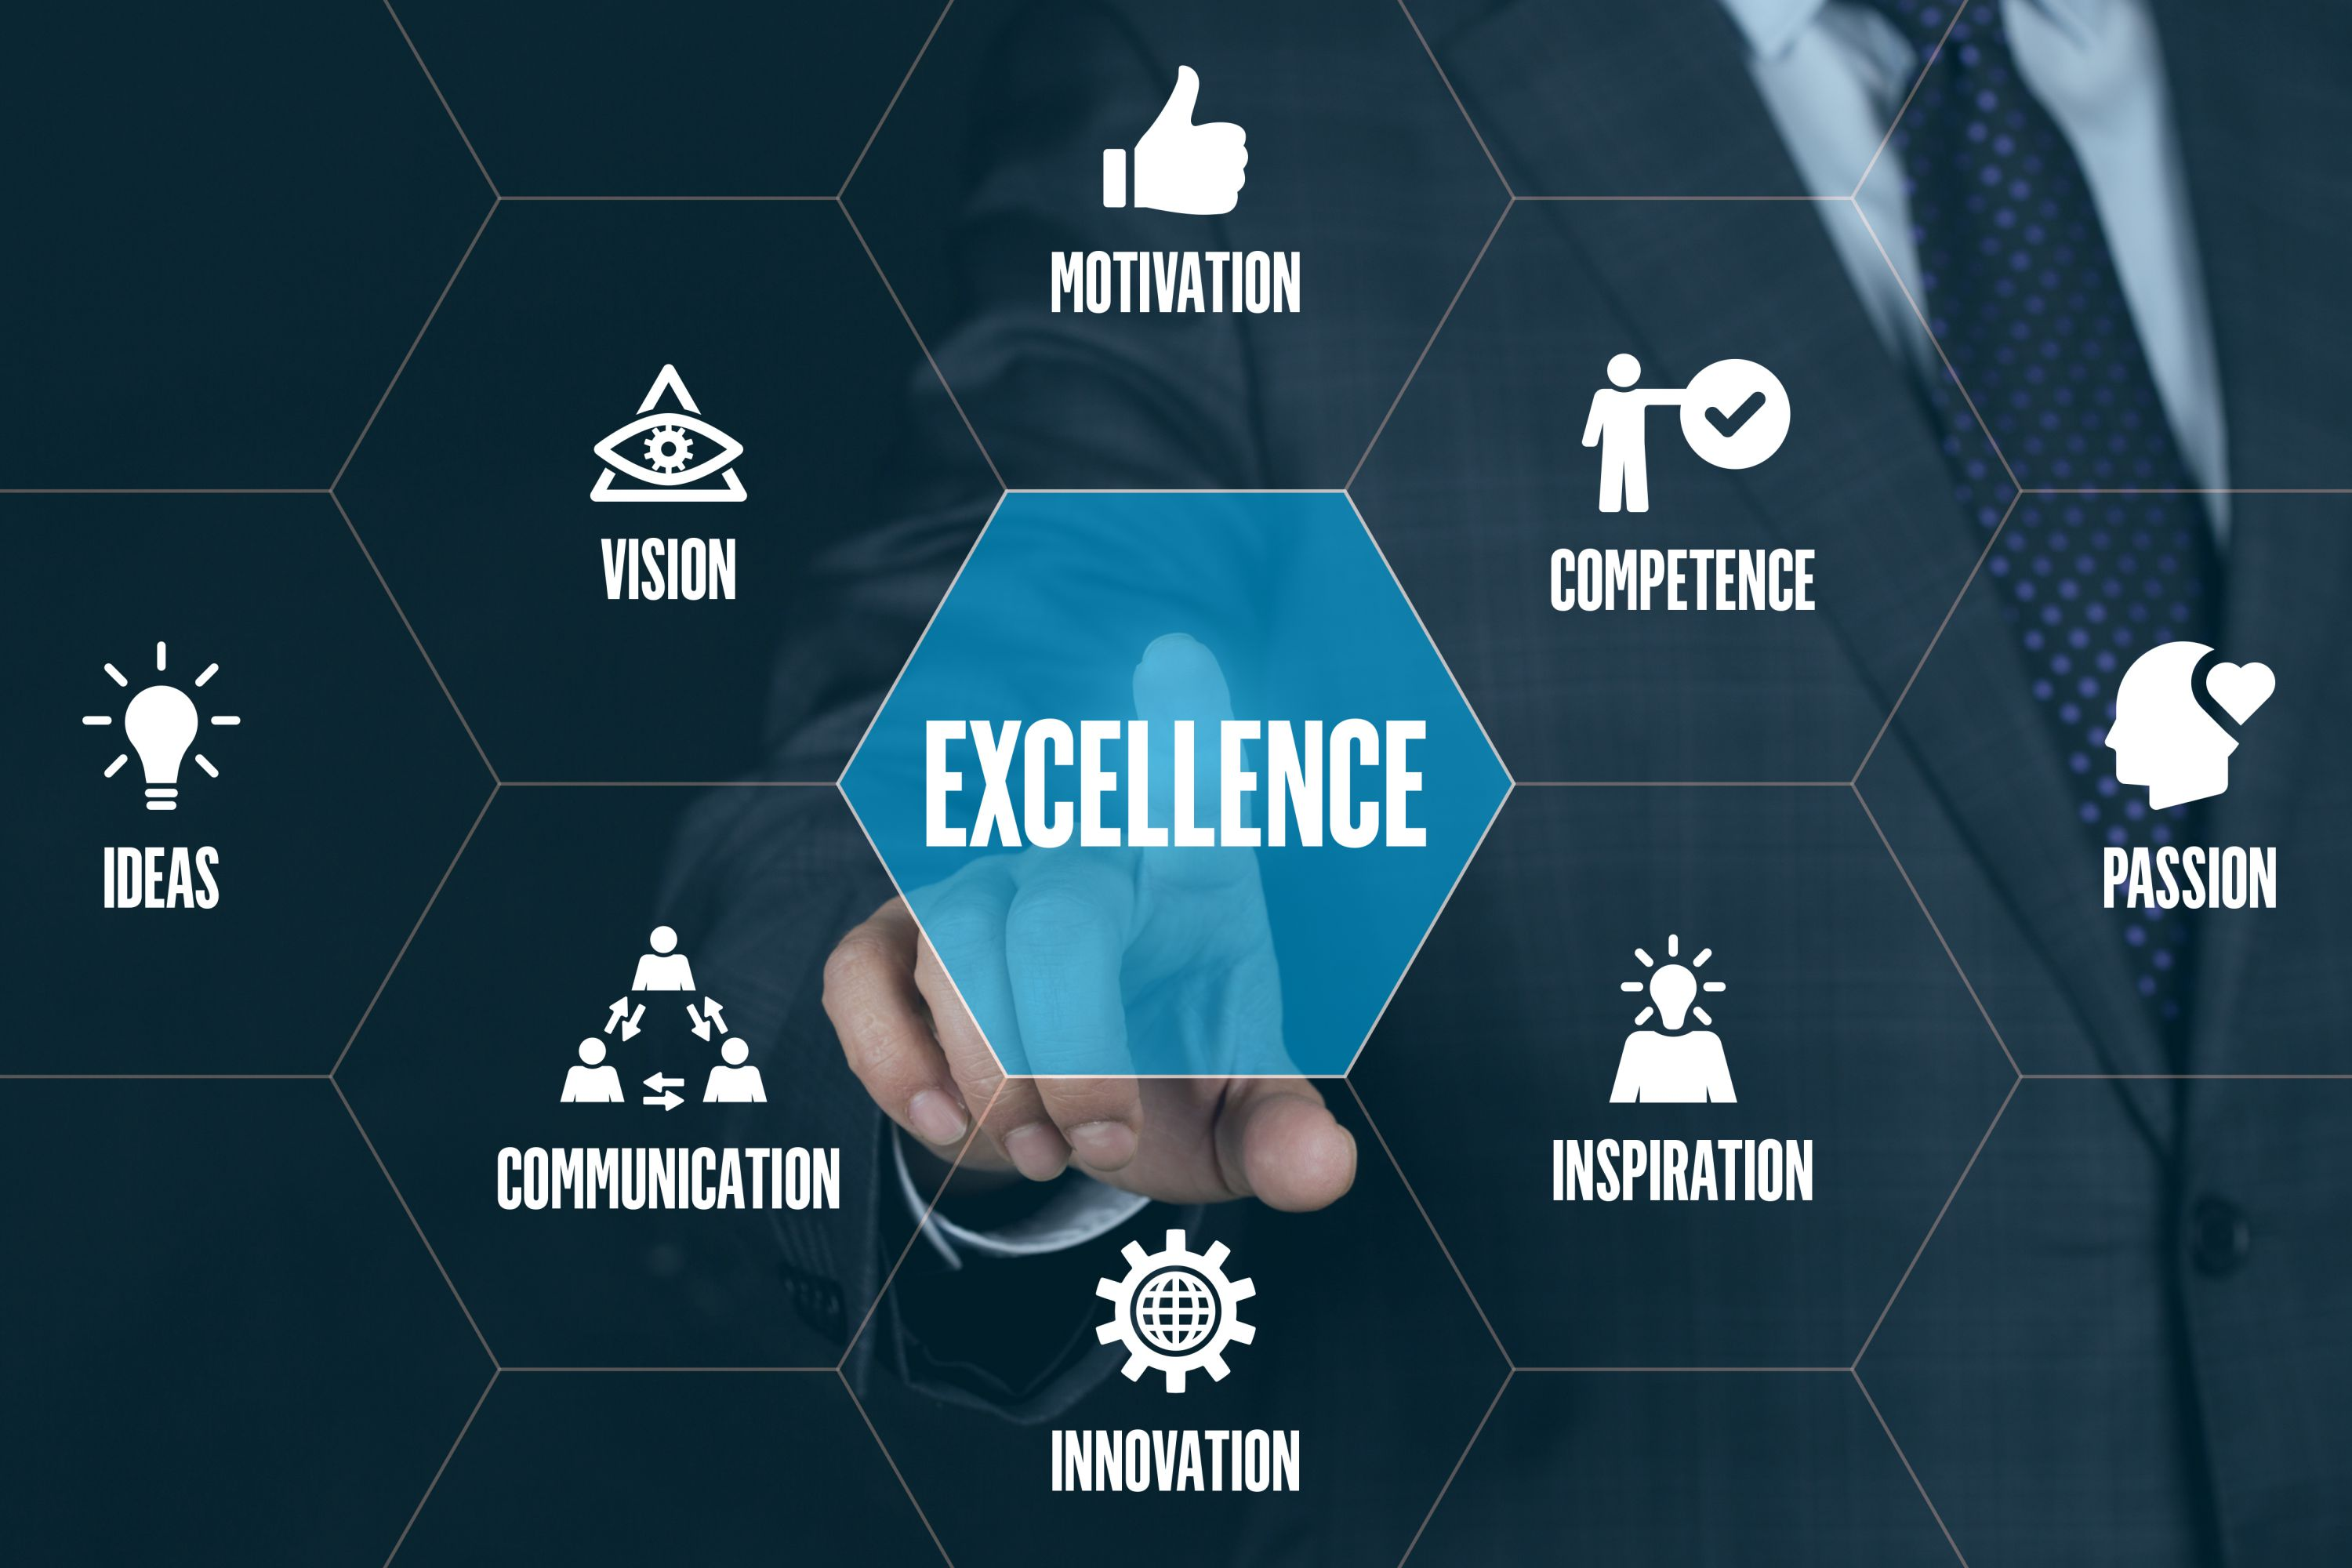 MOTIVATION
VISION
COMPETENCE
EXCELLENCE
IDEAS
PASSION
COMMUNICATION
INSPIRATION
INNOVATION